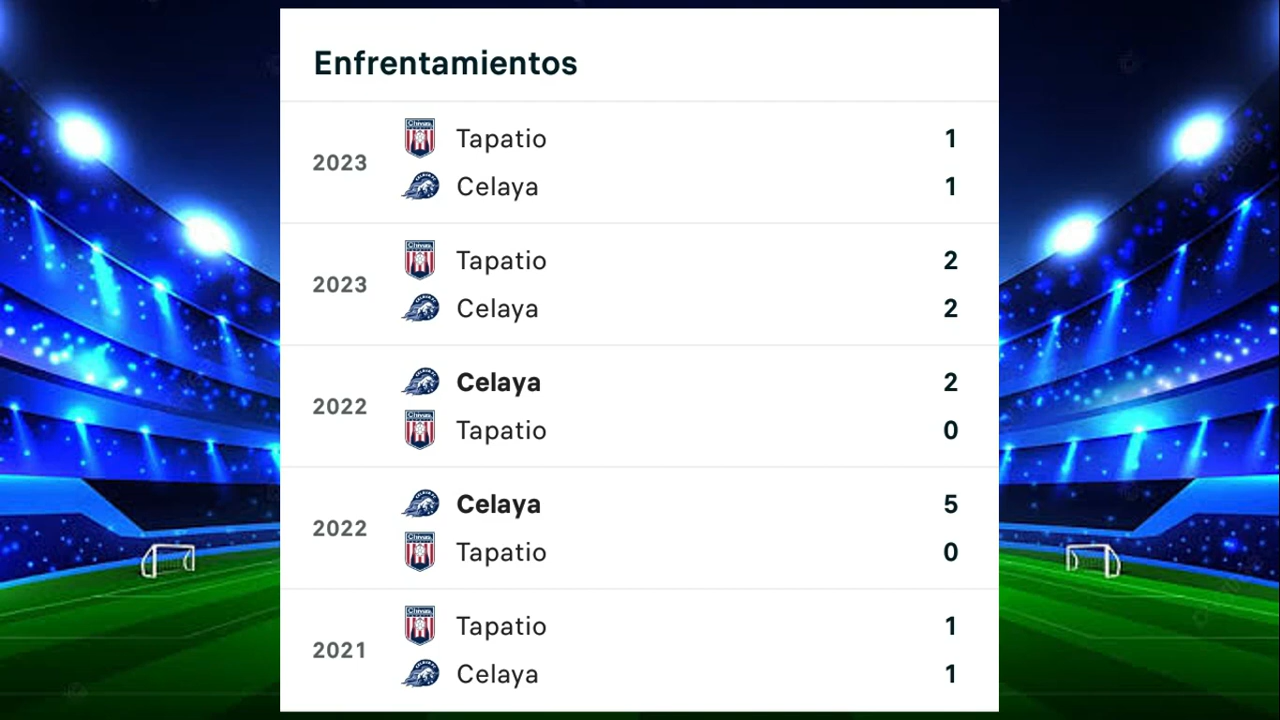 Enfrentamientos
2023
Tapatio 1
Celaya 1
2023
Tapatio 2
Celaya 2
2022
Celaya 2
Tapatio 0
2022
Celaya 5
Tapatio 0
2021
Tapatio 1
Celaya 1